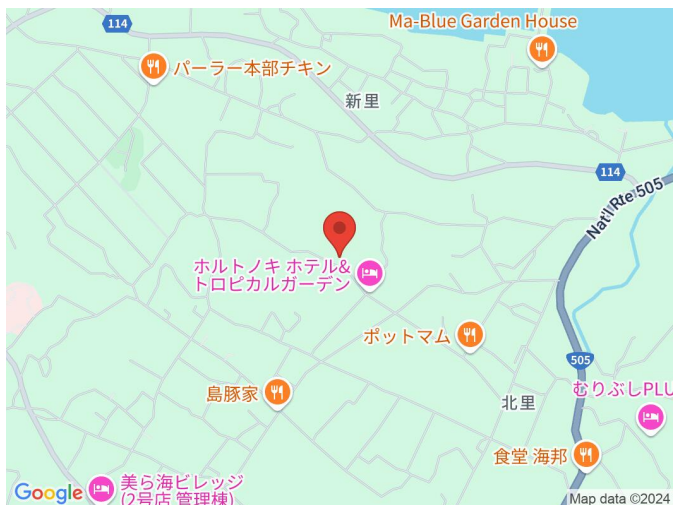 114
Ma-Blue Garden House
パーラー本部チキン
新里
114
Nat'l Rte 505
ホルトノキ ホテル&
トロピカルガーデン
ポットマム
505
むりぶしPLU
島豚家
北里
食堂 海邦
美ら海ビレッジ
(2号店 管理棟)
Google
Map data ©2024